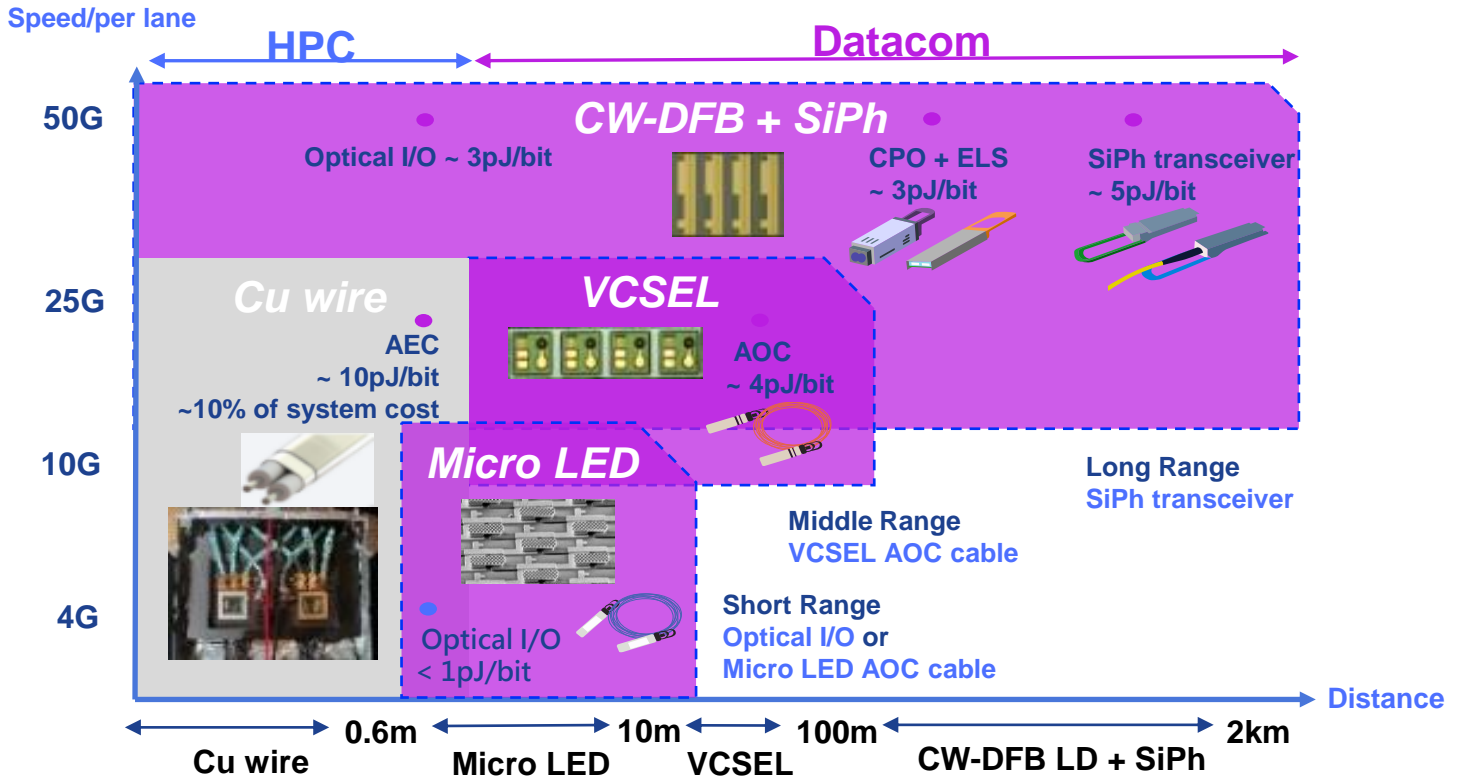 Speed/per lane
HPC
Datacom
50G
CW-DFB + SiPh
Optical I/O ~ 3pJ/bit
CPO + ELS
~ 3pJ/bit
SiPh transceiver
~ 5pJ/bit
25G
Cu wire
VCSEL
AEC
~ 10pJ/bit
~10% of system cost
AOC
~ 4pJ/bit
10G
Micro LED
Long Range
SiPh transceiver
Middle Range
VCSEL AOC cable
4G
Optical I/O
< 1pJ/bit
Short Range
Optical I/O or
Micro LED AOC cable
Distance
0.6m
10m
100m
2km
Cu wire
Micro LED
VCSEL
CW-DFB LD + SiPh